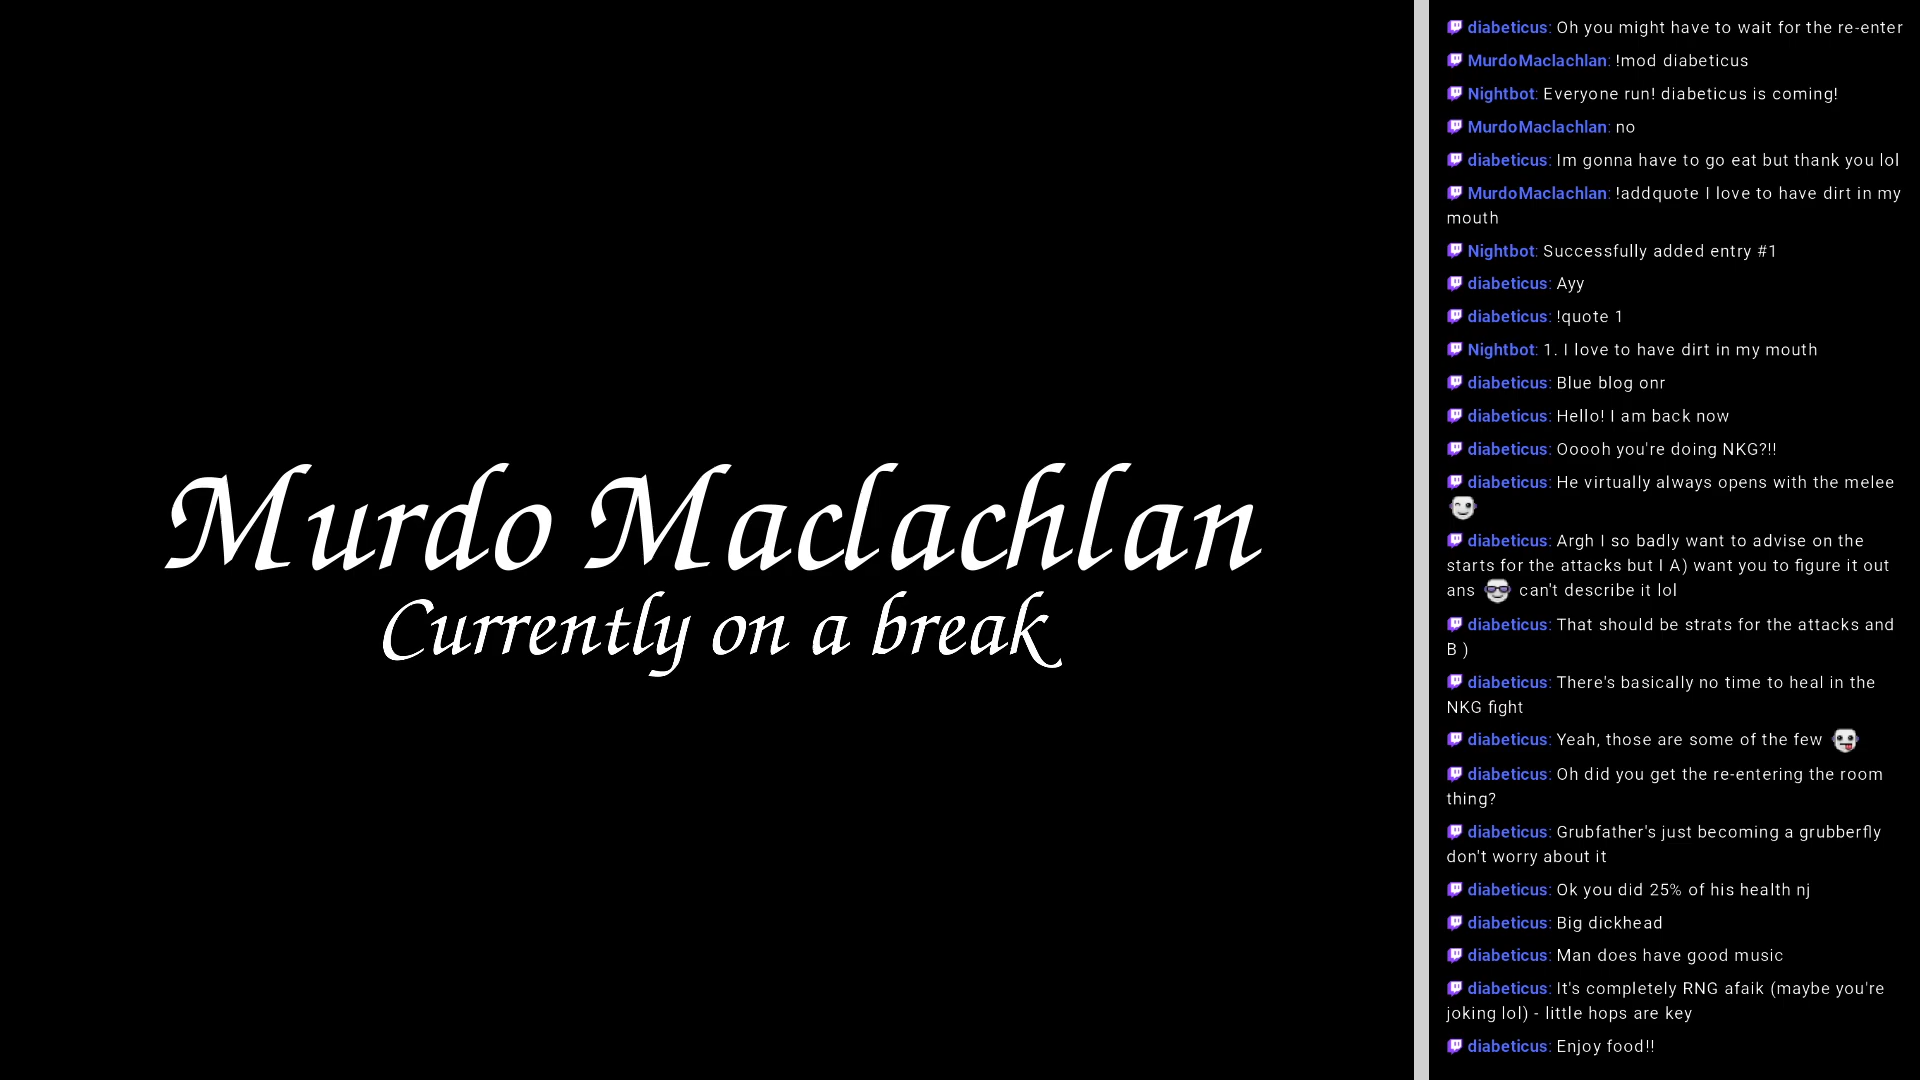 Murdo Maclachlan
Currently on a break
diabeticus: Oh you might have to wait for the re-enter
MurdoMaclachlan: !mod diabeticus
Nightbot: Everyone run! diabeticus is coming!
MurdoMaclachlan: no
diabeticus: Im gonna have to go eat but thank you lol
MurdoMaclachlan: !addquote I love to have dirt in my
mouth
Nightbot: Successfully added entry #1
diabeticus: Ayy
diabeticus: !quote 1
Nightbot: 1. I love to have dirt in my mouth
diabeticus: Blue blog onr
diabeticus: Hello! I am back now
diabeticus: Ooooh you're doing NKG?!!
diabeticus: He virtually always opens with the melee
diabeticus: Argh I so badly want to advise on the
starts for the attacks but I A) want you to figure it out
ans can't describe it lol
diabeticus: That should be strats for the attacks and
B )
diabeticus: There's basically no time to heal in the
NKG fight
diabeticus: Yeah, those are some of the few
diabeticus: Oh did you get the re-entering the room
thing?
diabeticus: Grubfather's just becoming a grubberfly
don't worry about it
diabeticus: Ok you did 25% of his health nj
diabeticus: Big dickhead
diabeticus: Man does have good music
diabeticus: It's completely RNG afaik (maybe you're
joking lol) - little hops are key
diabeticus: Enjoy food!!